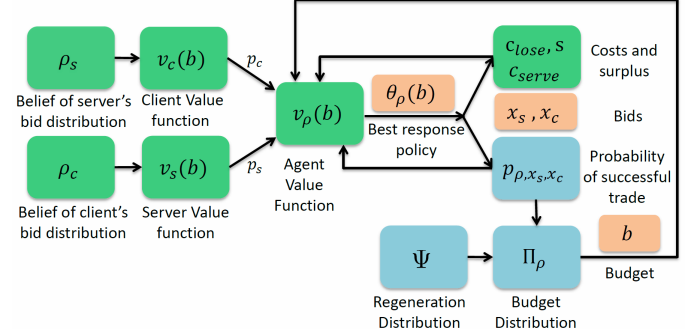 ρ_s
Belief of server's
bid distribution
v_c(b)
Client Value
function
p_c
ρ_c
Belief of client's
bid distribution
v_s(b)
Server Value
function
p_s
v_ρ(b)
Agent
Value
Function
θ_ρ(b)
Best response
policy
c_lose, s
c_serve
Costs and
surplus
x_s , x_c
Bids
p_ρ,x_s,x_c
Probability
of successful
trade
Ψ
Regeneration
Distribution
Π_ρ
Budget
Distribution
b
Budget